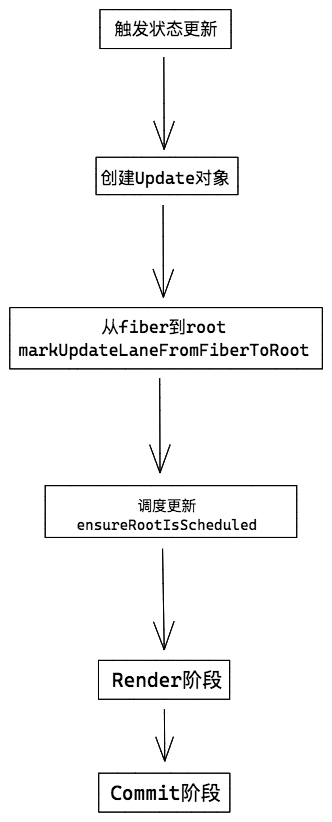 触发状态更新
创建Update对象
从fiber到root
markUpdateLaneFromFiberToRoot
调度更新
ensureRootIsScheduled
Render阶段
Commit阶段